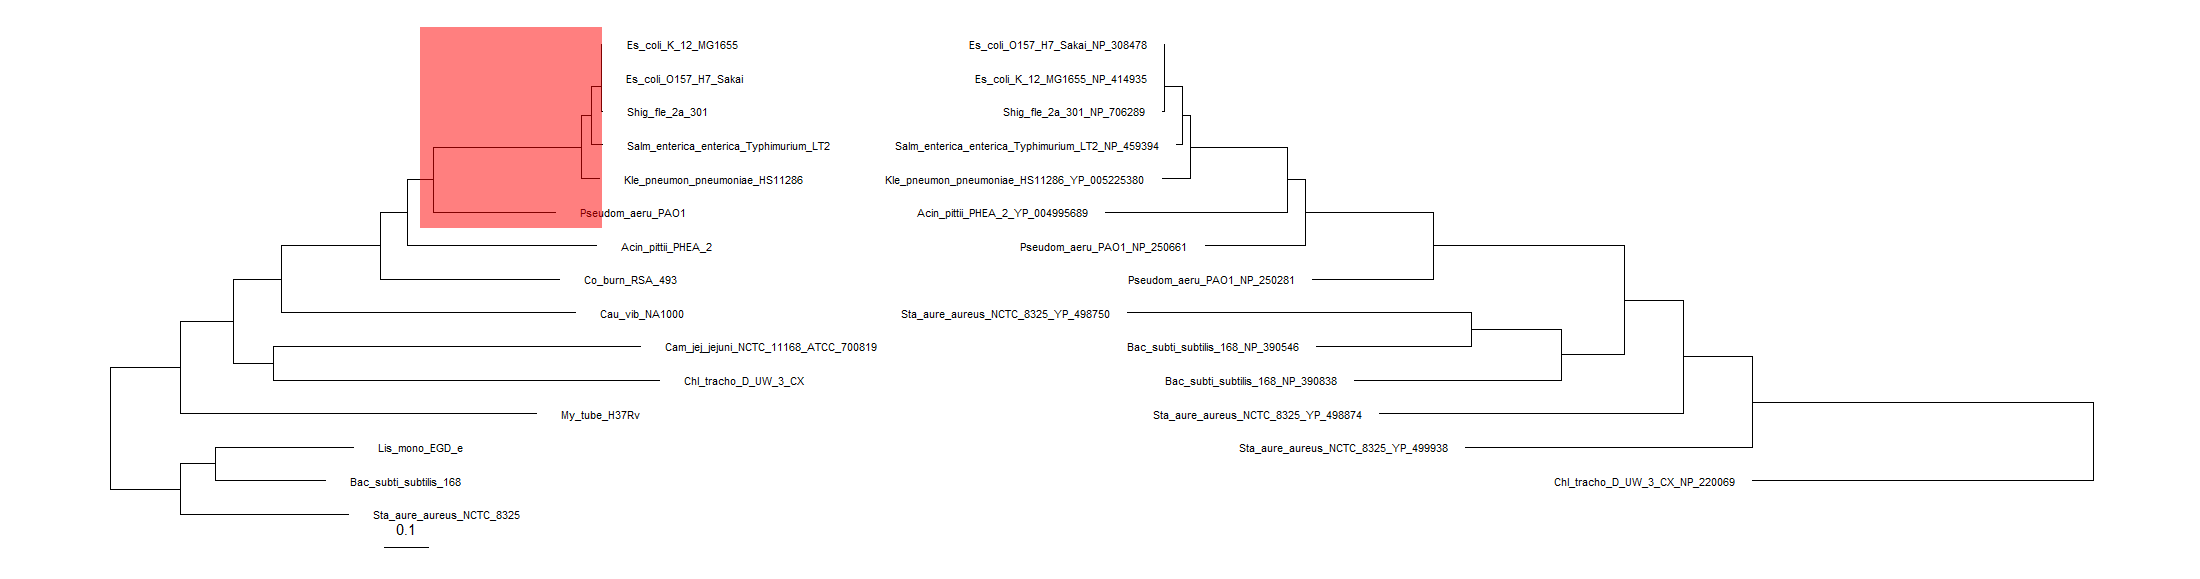 Es_coli_K_12_MG1655
Es_coli_O157_H7_Sakai
Shig_fle_2a_301
Salm_enterica_enterica_Typhimurium_LT2
Kle_pneumon_pneumoniae_HS11286
Pseudom_aeru_PAO1
Acin_pittii_PHEA_2
Co_burn_RSA_493
Cau_vib_NA1000
Cam_jej_jejuni_NCTC_11168_ATCC_700819
Chl_tracho_D_UW_3_CX
My_tube_H37Rv
Lis_mono_EGD_e
Bac_subti_subtilis_168
Sta_aure_aureus_NCTC_8325
0.1
Es_coli_O157_H7_Sakai_NP_308478
Es_coli_K_12_MG1655_NP_414935
Shig_fle_2a_301_NP_706289
Salm_enterica_enterica_Typhimurium_LT2_NP_459394
Kle_pneumon_pneumoniae_HS11286_YP_005225380
Acin_pittii_PHEA_2_YP_004995689
Pseudom_aeru_PAO1_NP_250661
Pseudom_aeru_PAO1_NP_250281
Sta_aure_aureus_NCTC_8325_YP_498750
Bac_subti_subtilis_168_NP_390546
Bac_subti_subtilis_168_NP_390838
Sta_aure_aureus_NCTC_8325_YP_498874
Sta_aure_aureus_NCTC_8325_YP_499938
Chl_tracho_D_UW_3_CX_NP_220069